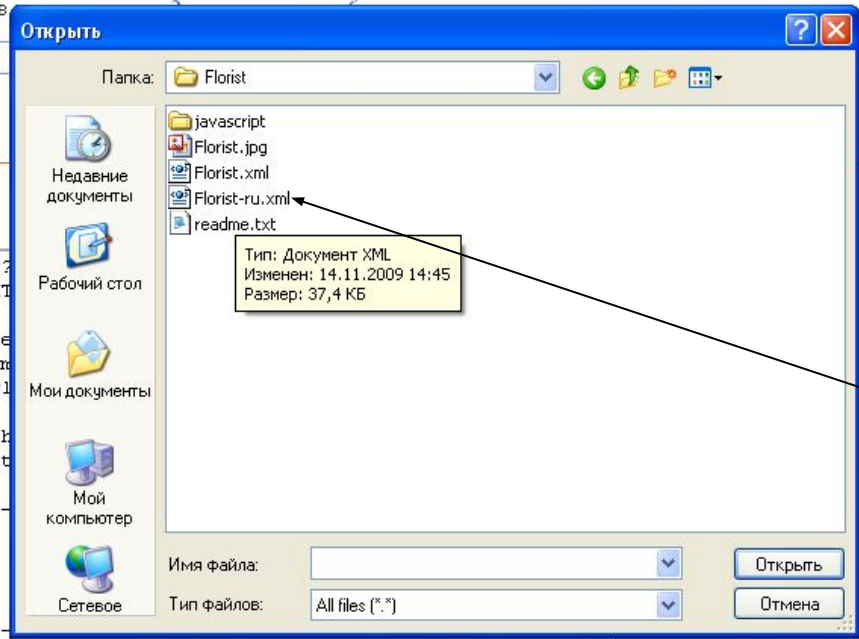 Открыть
Папка:
Florist
javascript
Florist.jpg
Florist.xml
Florist-ru.xml
readme.txt
Тип: Документ XML
Изменен: 14.11.2009 14:45
Размер: 37,4 КБ
Недавние
документы
Рабочий стол
Мои документы
Мой
компьютер
Сетевое
Имя файла:
Открыть
Тип файлов:
All files (*.*)
Отмена